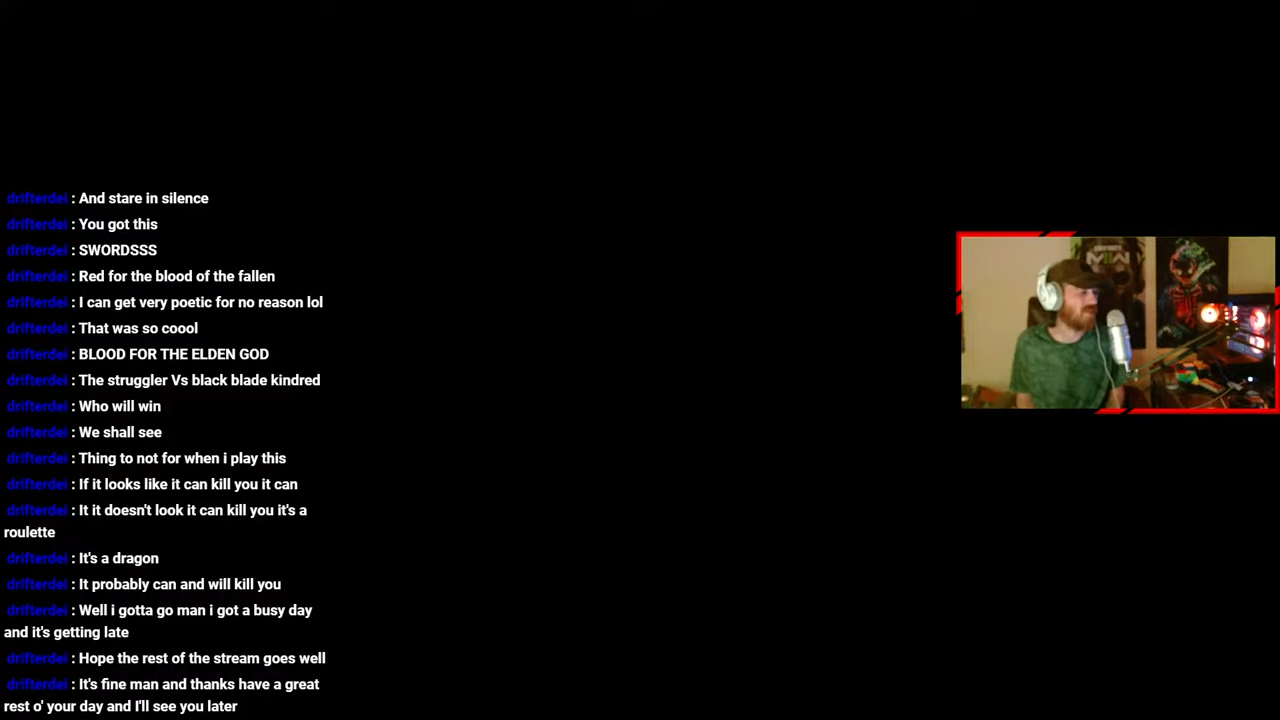 drifterdei : And stare in silence
drifterdei : You got this
drifterdei : SWORDSSS
drifterdei : Red for the blood of the fallen
drifterdei : I can get very poetic for no reason lol
drifterdei : That was so coool
drifterdei : BLOOD FOR THE ELDEN GOD
drifterdei : The struggler Vs black blade kindred
drifterdei : Who will win
drifterdei : We shall see
drifterdei : Thing to not for when i play this
drifterdei : If it looks like it can kill you it can
drifterdei : It it doesn't look it can kill you it's a
roulette
drifterdei : It's a dragon
drifterdei : It probably can and will kill you
drifterdei : Well i gotta go man i got a busy day
and it's getting late
drifterdei : Hope the rest of the stream goes well
drifterdei : It's fine man and thanks have a great
rest o' your day and I'll see you later